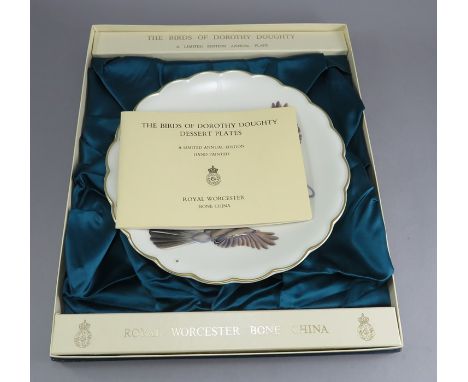 THE BIRDS OF DOROTHY DOUGHTY
A LIMITED EDITION ANNUAL PLATE
THE BIRDS OF DOROTHY DOUGHTY
DESSERT PLATES
A LIMITED ANNUAL EDITION
HAND PAINTED
ROYAL WORCESTER
BONE CHINA
ROYAL WORCESTER BONE CHINA